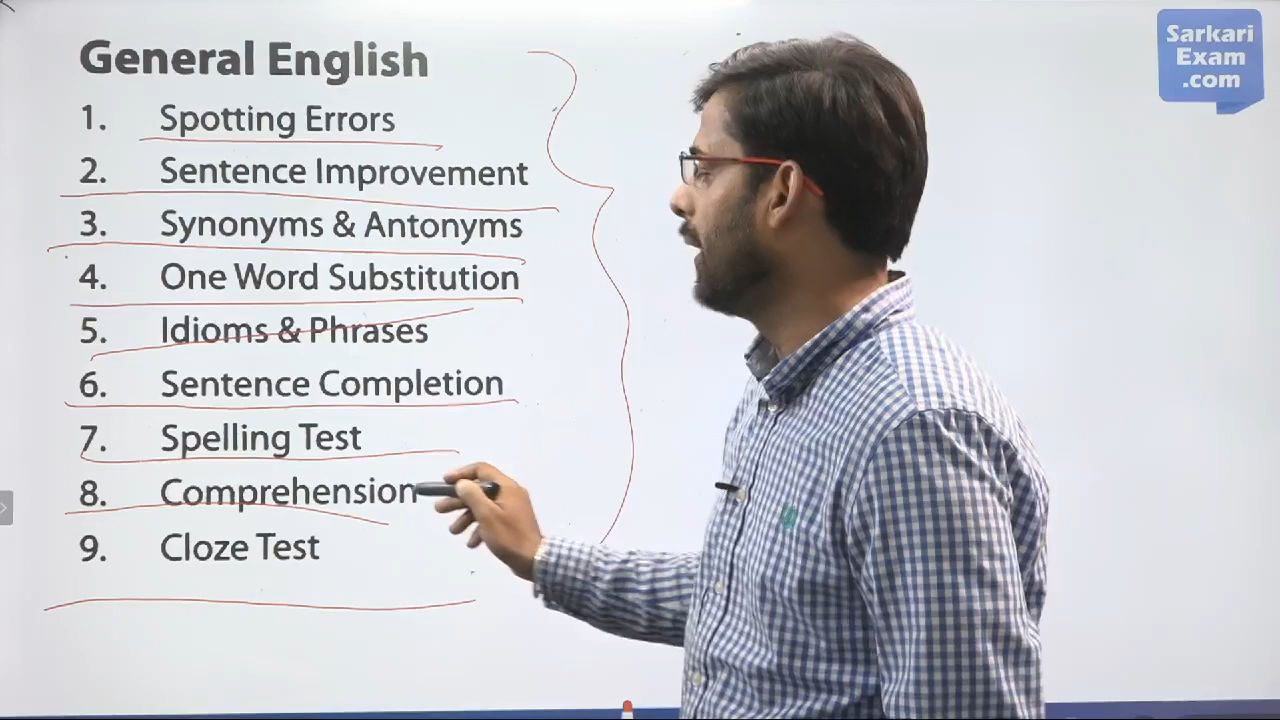 General English
1. Spotting Errors
2. Sentence Improvement
3. Synonyms & Antonyms
4. One Word Substitution
5. Idioms & Phrases
6. Sentence Completion
7. Spelling Test
8. Comprehension
9. Cloze Test
Sarkari
Exam
.com